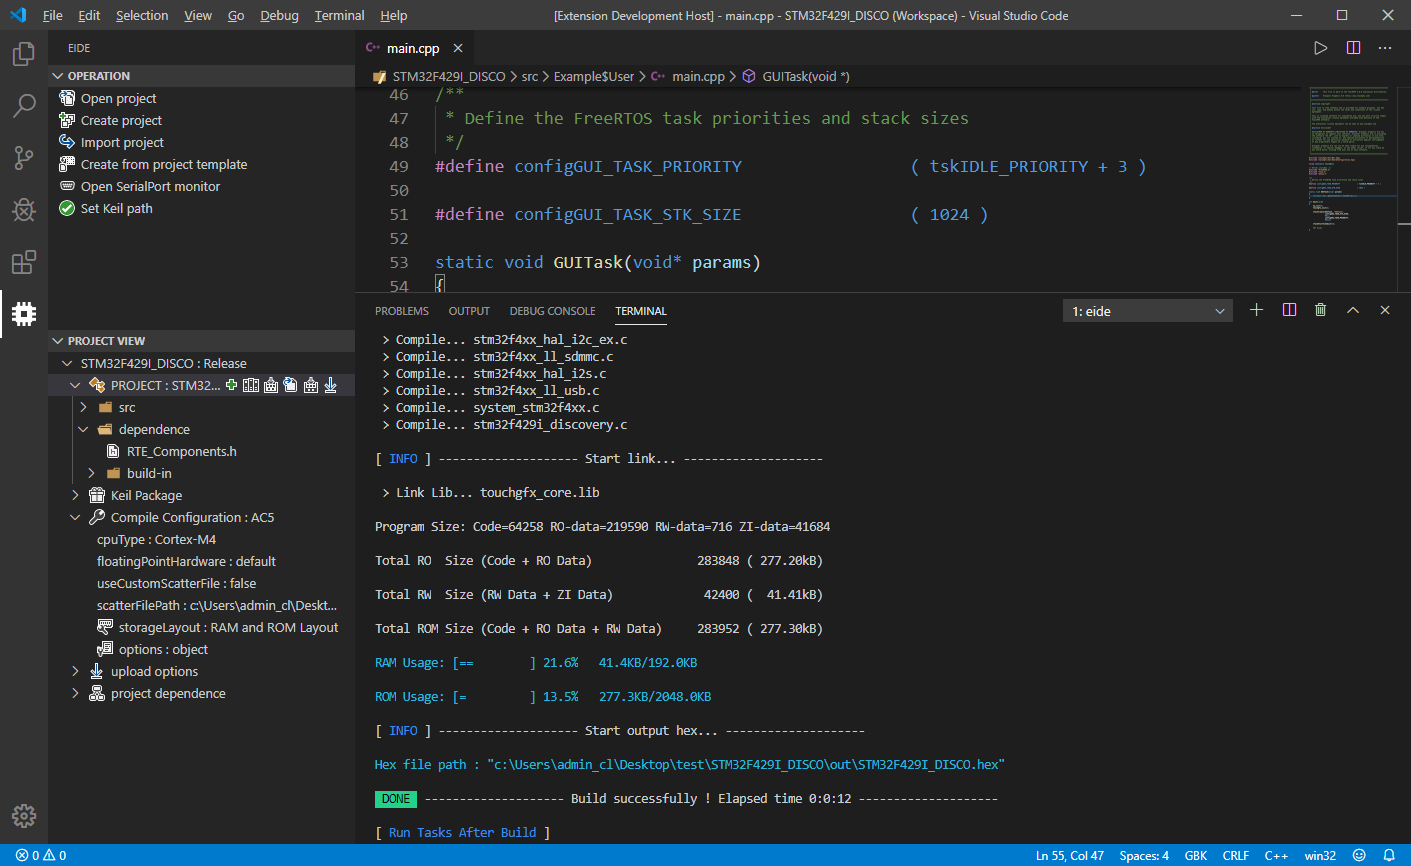 File Edit Selection View Go Debug Terminal Help [Extension Development Host] - main.cpp - STM32F429I_DISCO (Workspace) - Visual Studio Code
EIDE
OPERATION
Open project
Create project
Import project
Create from project template
Open SerialPort monitor
Set Keil path
PROJECT VIEW
STM32F429I_DISCO : Release
PROJECT : STM32...
src
dependence
RTE_Components.h
build-in
Keil Package
Compile Configuration : AC5
cpuType : Cortex-M4
floatingPointHardware : default
useCustomScatterFile : false
scatterFilePath : c:\Users\admin_cl\Deskt...
storageLayout : RAM and ROM Layout
options : object
upload options
project dependence
main.cpp
STM32F429I_DISCO > src > Example$User > main.cpp > GUITask(void *)
46 /**
47 * Define the FreeRTOS task priorities and stack sizes
48 */
49 #define configGUI_TASK_PRIORITY ( tskIDLE_PRIORITY + 3 )
50
51 #define configGUI_TASK_STK_SIZE ( 1024 )
52
53 static void GUITask(void* params)
54 {
PROBLEMS OUTPUT DEBUG CONSOLE TERMINAL 1: eide
> Compile... stm32f4xx_hal_i2c_ex.c
> Compile... stm32f4xx_ll_sdmmc.c
> Compile... stm32f4xx_hal_i2s.c
> Compile... stm32f4xx_ll_usb.c
> Compile... system_stm32f4xx.c
> Compile... stm32f429i_discovery.c
[ INFO ] -------------------- Start link... --------------------
> Link Lib... touchgfx_core.lib
Program Size: Code=64258 RO-data=219590 RW-data=716 ZI-data=41684
Total RO Size (Code + RO Data) 283848 ( 277.20kB)
Total RW Size (RW Data + ZI Data) 42400 ( 41.41kB)
Total ROM Size (Code + RO Data + RW Data) 283952 ( 277.30kB)
RAM Usage: [== ] 21.6% 41.4KB/192.0KB
ROM Usage: [= ] 13.5% 277.3KB/2048.0KB
[ INFO ] -------------------- Start output hex... --------------------
Hex file path : "c:\Users\admin_cl\Desktop\test\STM32F429I_DISCO\out\STM32F429I_DISCO.hex"
DONE -------------------- Build successfully ! Elapsed time 0:0:12 --------------------
[ Run Tasks After Build ]
0 0 Ln 55, Col 47 Spaces: 4 GBK CRLF C++ win32